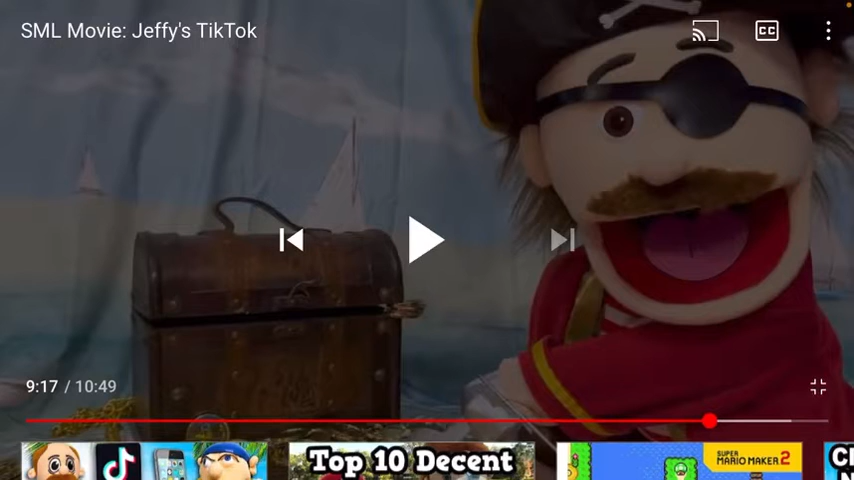 SML Movie: Jeffy's TikTok
CC
9:17 / 10:49
Top 10 Decent
SUPER
MARIO MAKER 2